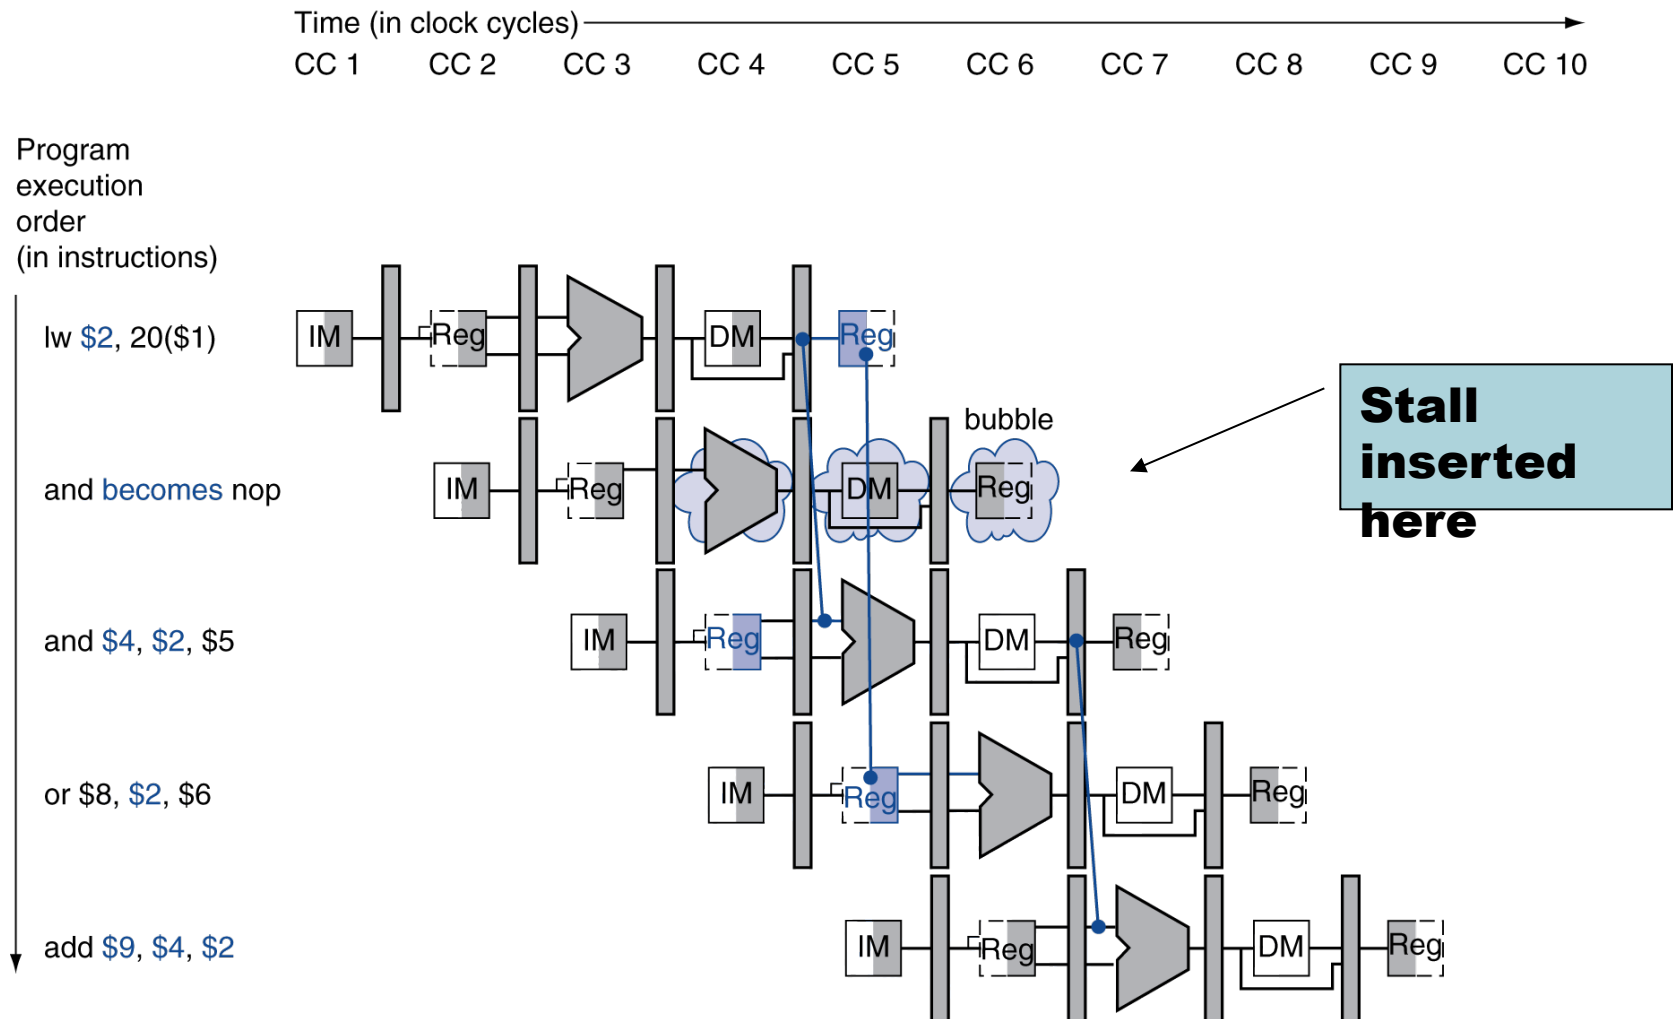 Time (in clock cycles)
CC 1 CC 2 CC 3 CC 4 CC 5 CC 6 CC 7 CC 8 CC 9 CC 10
Program
execution
order
(in instructions)
lw $2, 20($1) IM Reg DM Reg
bubble
Stall
inserted
here
and becomes nop IM Reg DM Reg
and $4, $2, $5 IM Reg DM Reg
or $8, $2, $6 IM Reg DM Reg
add $9, $4, $2 IM Reg DM Reg